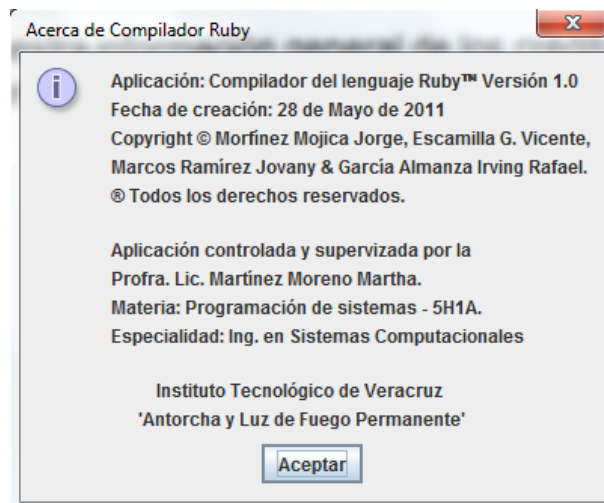 Acerca de Compilador Ruby
Aplicación: Compilador del lenguaje Ruby™ Versión 1.0
Fecha de creación: 28 de Mayo de 2011
Copyright © Morfínez Mojica Jorge, Escamilla G. Vicente,
Marcos Ramírez Jovany & García Almanza Irving Rafael.
® Todos los derechos reservados.
Aplicación controlada y supervizada por la
Profra. Lic. Martínez Moreno Martha.
Materia: Programación de sistemas - 5H1A.
Especialidad: Ing. en Sistemas Computacionales
Instituto Tecnológico de Veracruz
'Antorcha y Luz de Fuego Permanente'
Aceptar